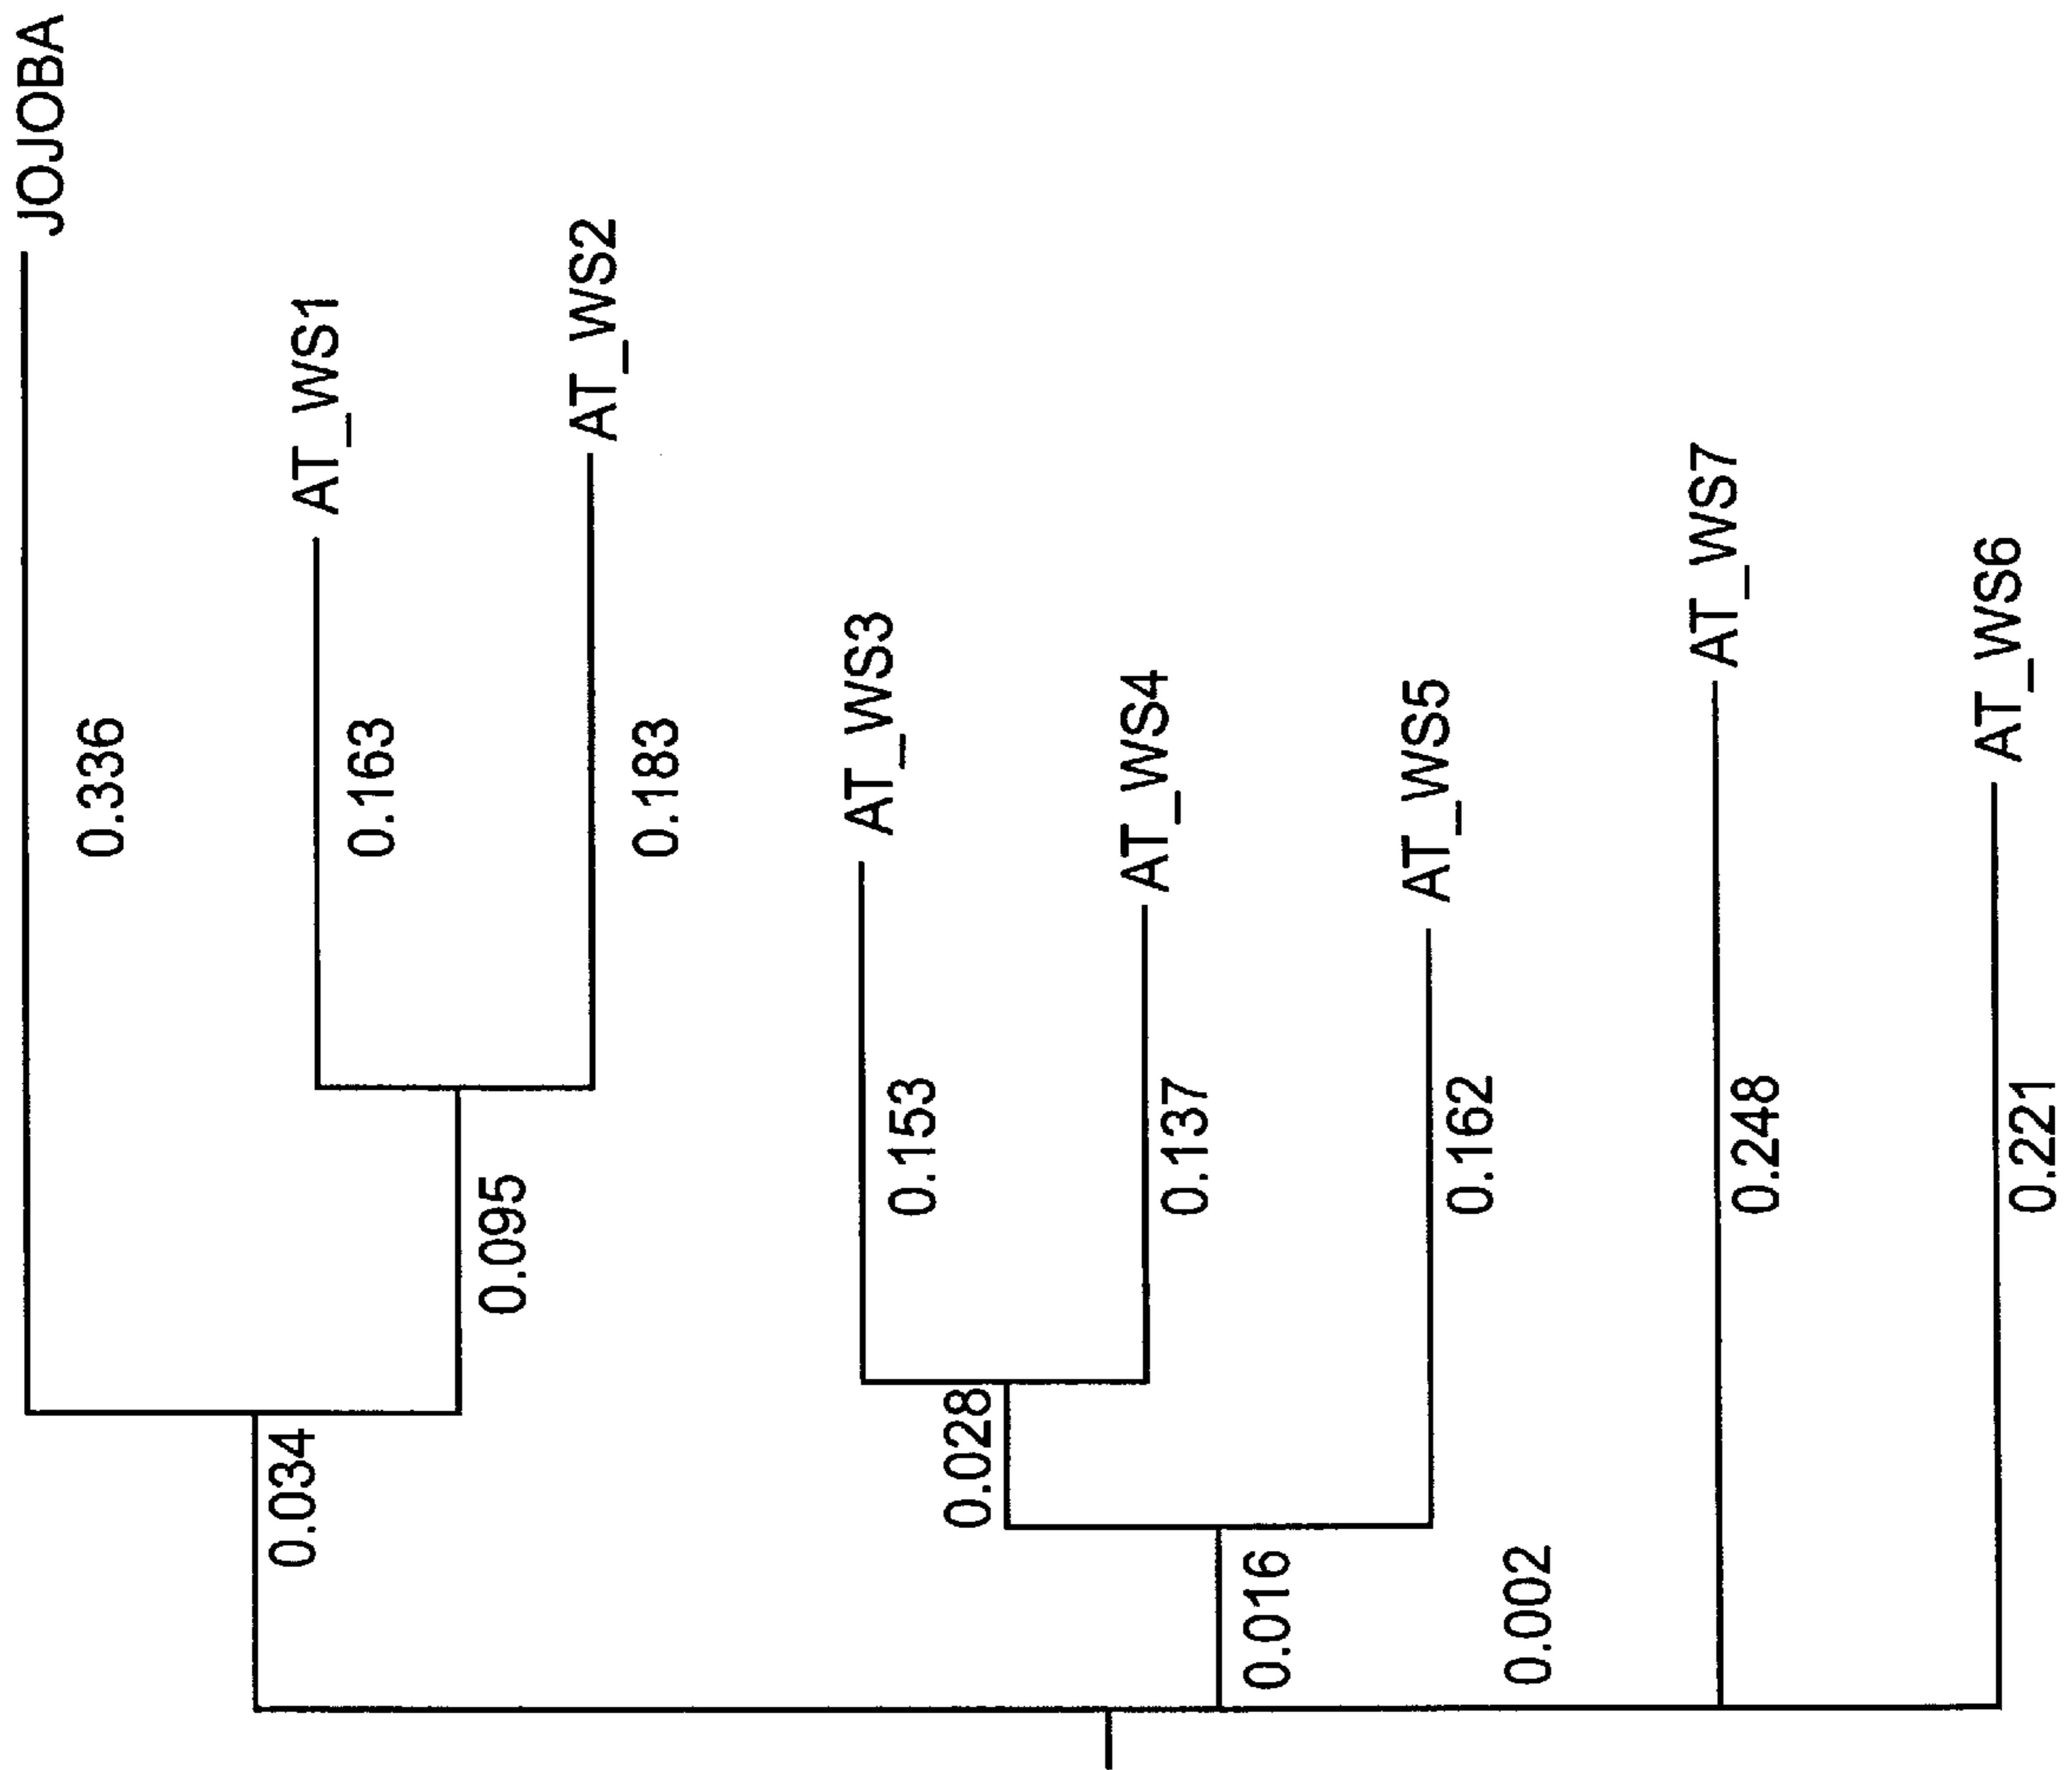 JOJOBA
0.336
AT_WS1
0.163
AT_WS2
0.183
0.095
0.034
AT_WS3
0.153
AT_WS4
0.137
0.028
AT_WS5
0.162
0.016
0.002
AT_WS7
0.248
AT_WS6
0.221